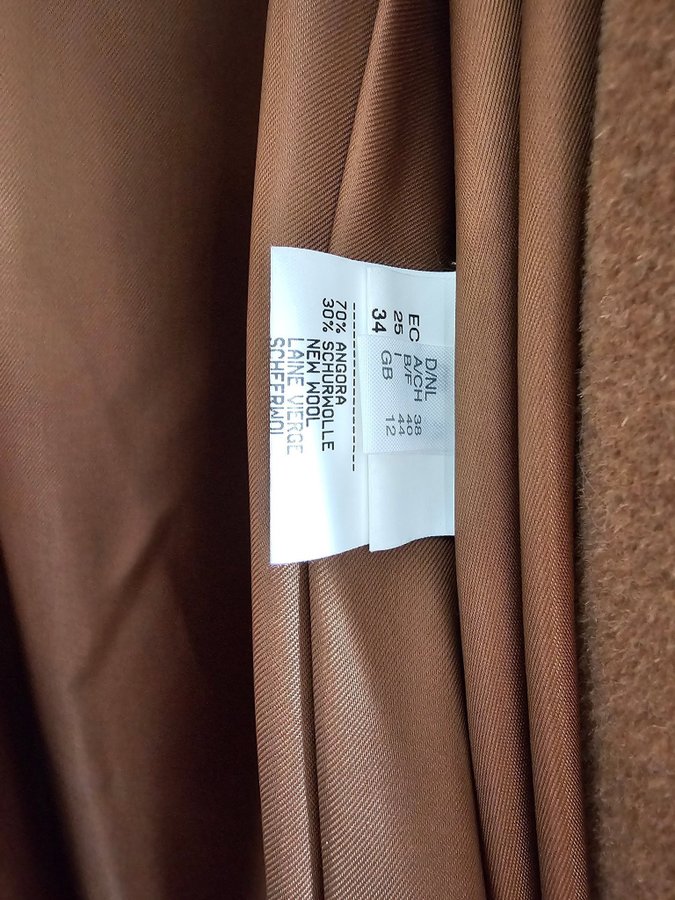 D/NL
EC A/CH 38
25 B/F 40
I 44
34 GB 12
--------------------
70% ANGORA
30% SCHURWOLLE
NEW WOOL
LAINE VIERGE
SCHEERWOL